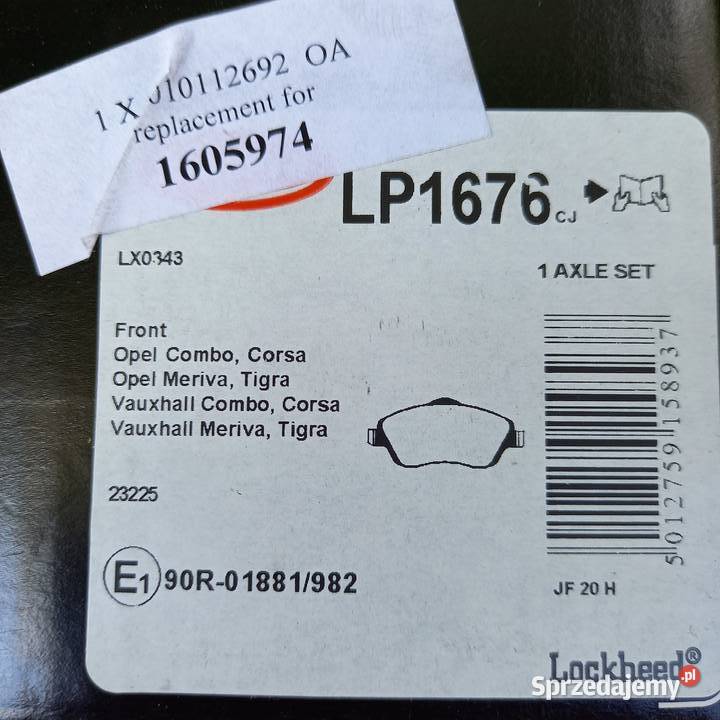 1 X 010112692 OA
replacement for
1605974
LP1676 CJ
LX0343
1 AXLE SET
Front
Opel Combo, Corsa
Opel Meriva, Tigra
Vauxhall Combo, Corsa
Vauxhall Meriva, Tigra
23225
5 012759 158937
E1 90R-01881/982
JF 20 H
Lockheed®
Sprzedajemy.pl